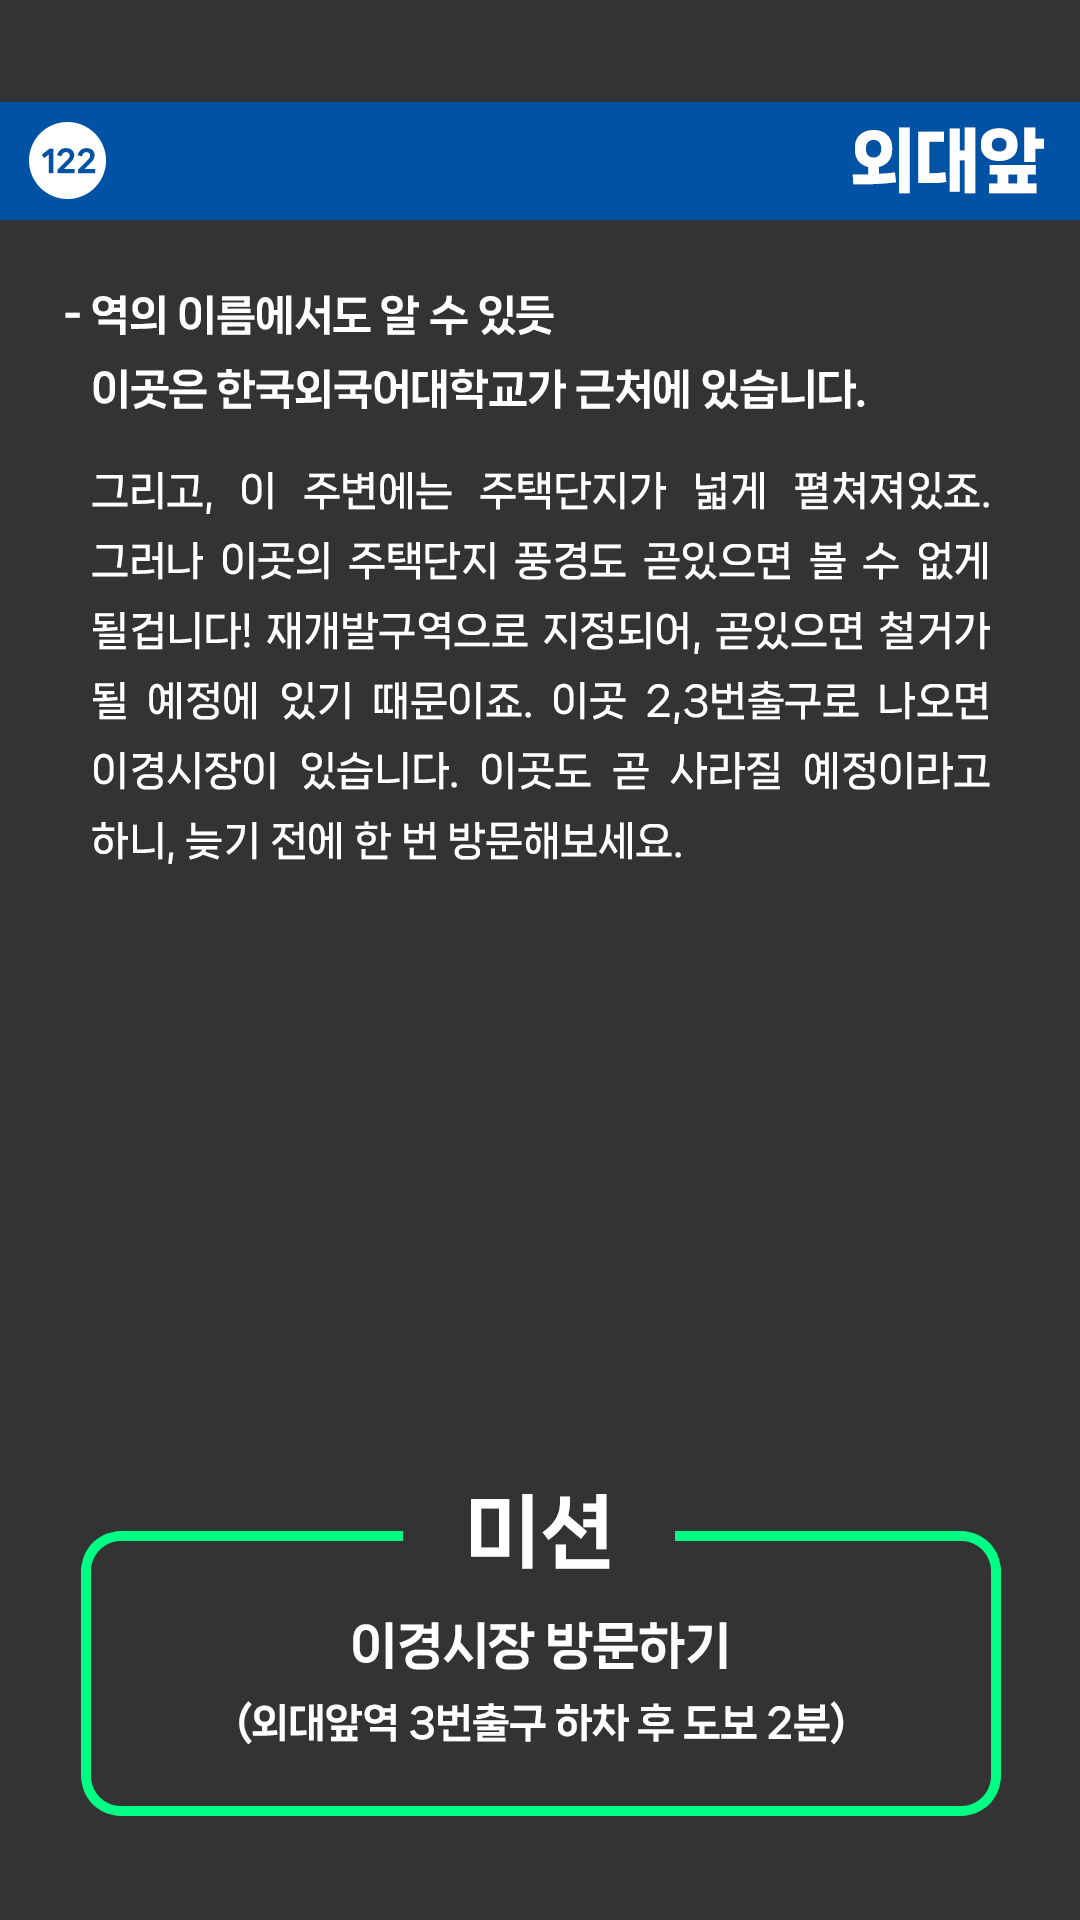 122
외대앞
- 역의 이름에서도 알 수 있듯
이곳은 한국외국어대학교가 근처에 있습니다.
그리고, 이 주변에는 주택단지가 넓게 펼쳐져있죠.
그러나 이곳의 주택단지 풍경도 곧있으면 볼 수 없게
될겁니다! 재개발구역으로 지정되어, 곧있으면 철거가
될 예정에 있기 때문이죠. 이곳 2,3번출구로 나오면
이경시장이 있습니다. 이곳도 곧 사라질 예정이라고
하니, 늦기 전에 한 번 방문해보세요.
미션
이경시장 방문하기
(외대앞역 3번출구 하차 후 도보 2분)